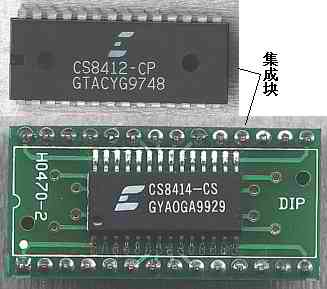 CS8412-CP
GTACYG9748
集成块
H0470-2
CS8414-CS
GYAOGA9929
DIP